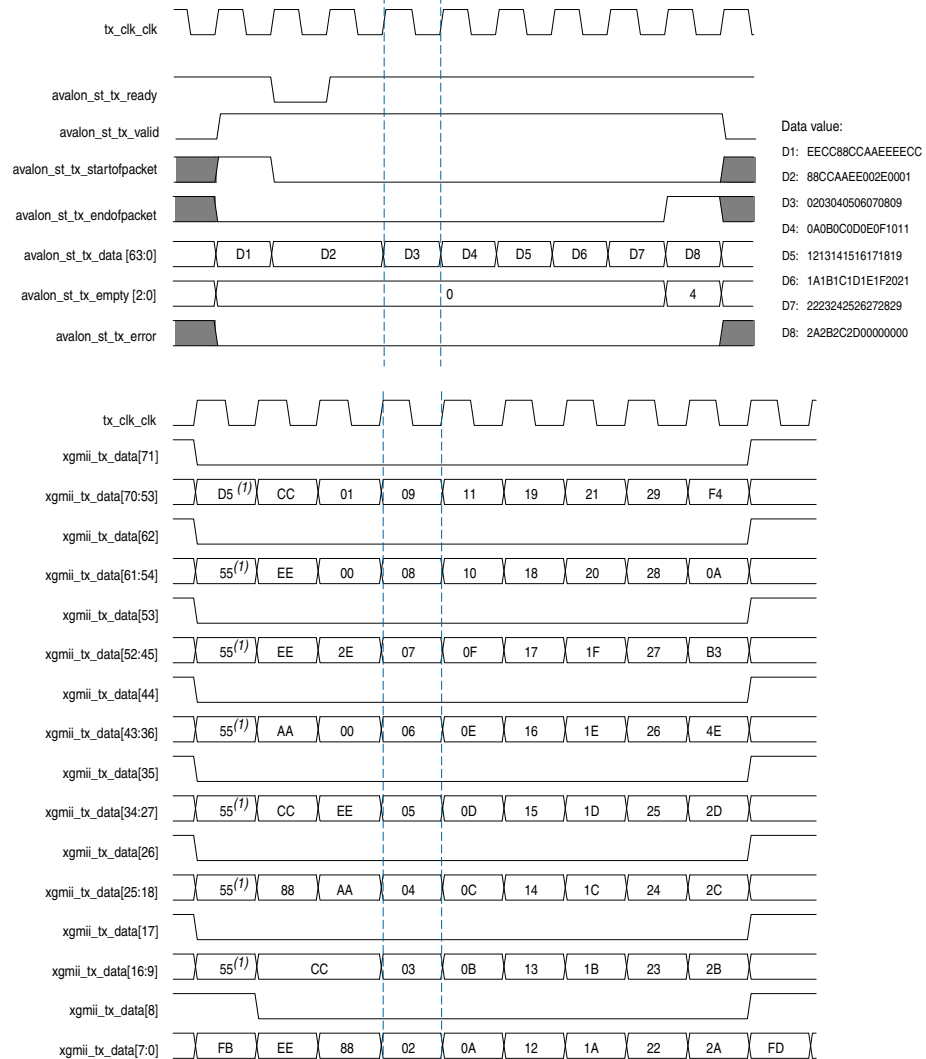 tx_clk_clk
avalon_st_tx_ready
avalon_st_tx_valid
avalon_st_tx_startofpacket
avalon_st_tx_endofpacket
avalon_st_tx_data [63:0] D1 D2 D3 D4 D5 D6 D7 D8
avalon_st_tx_empty [2:0] 0 4
avalon_st_tx_error
Data value:
D1: EECC88CCAAEEEECC
D2: 88CCAAEE002E0001
D3: 0203040506070809
D4: 0A0B0C0D0E0F1011
D5: 1213141516171819
D6: 1A1B1C1D1E1F2021
D7: 2223242526272829
D8: 2A2B2C2D00000000
tx_clk_clk
xgmii_tx_data[71]
xgmii_tx_data[70:53] D5 (1) CC 01 09 11 19 21 29 F4
xgmii_tx_data[62]
xgmii_tx_data[61:54] 55(1) EE 00 08 10 18 20 28 0A
xgmii_tx_data[53]
xgmii_tx_data[52:45] 55(1) EE 2E 07 0F 17 1F 27 B3
xgmii_tx_data[44]
xgmii_tx_data[43:36] 55(1) AA 00 06 0E 16 1E 26 4E
xgmii_tx_data[35]
xgmii_tx_data[34:27] 55(1) CC EE 05 0D 15 1D 25 2D
xgmii_tx_data[26]
xgmii_tx_data[25:18] 55(1) 88 AA 04 0C 14 1C 24 2C
xgmii_tx_data[17]
xgmii_tx_data[16:9] 55(1) CC 03 0B 13 1B 23 2B
xgmii_tx_data[8]
xgmii_tx_data[7:0] FB EE 88 02 0A 12 1A 22 2A FD